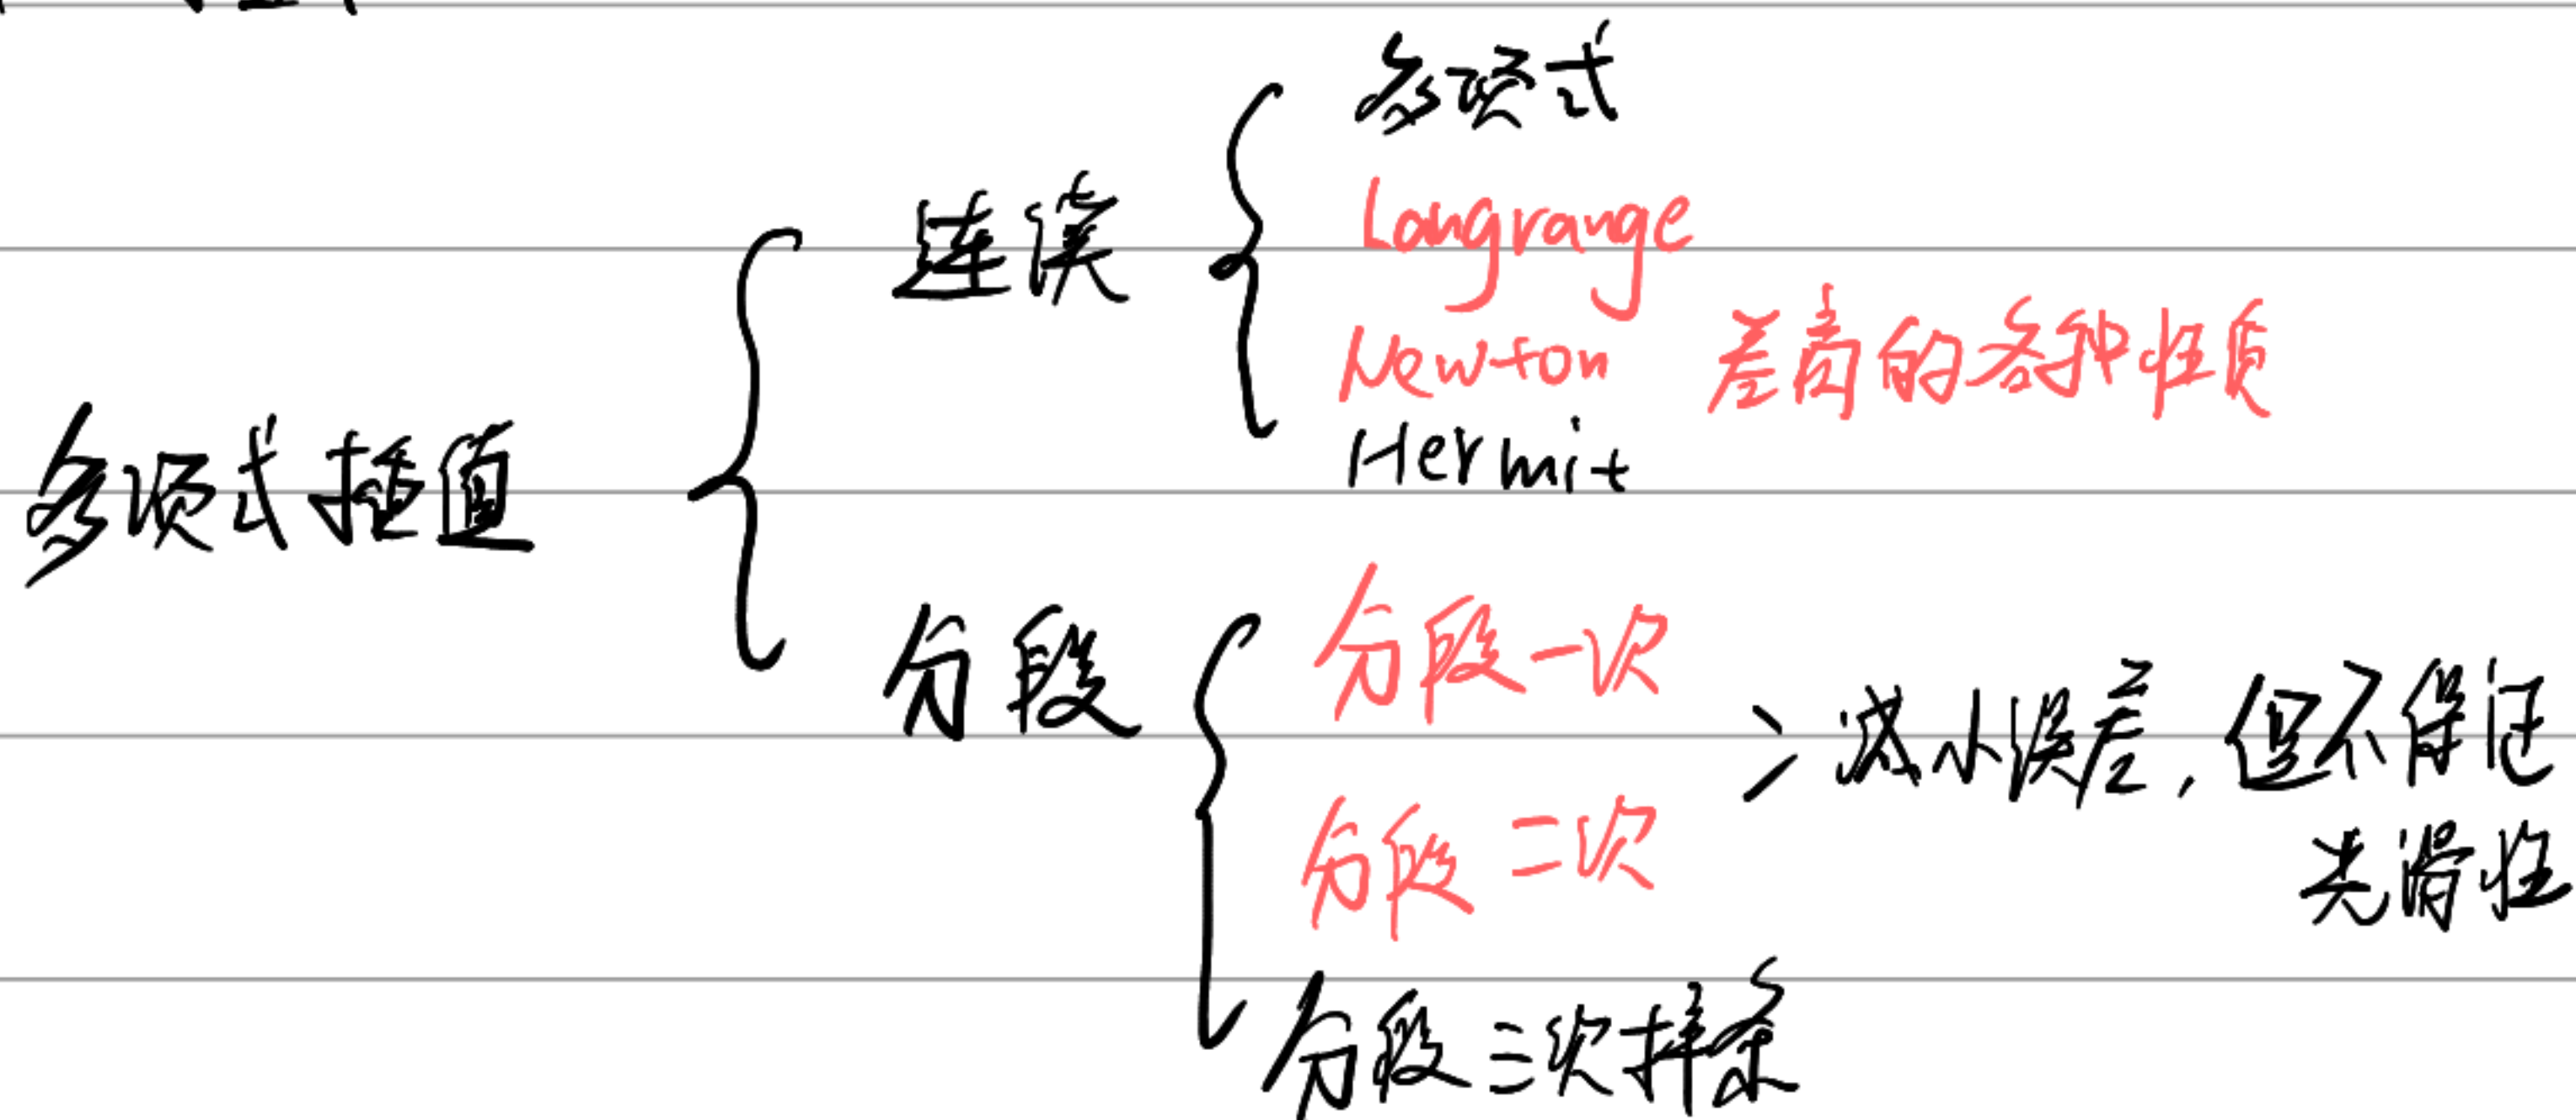 多项式
连续
Langrange
Newton 差商的各种性质
多项式插值
Hermit
分段
分段一次
减小误差，但不保证
分段二次
光滑性
分段三次样条